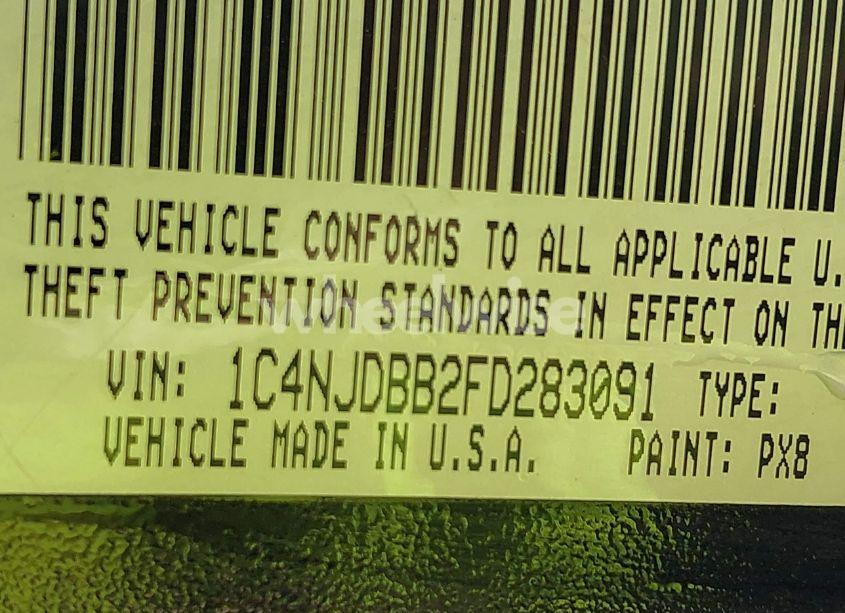 THIS VEHICLE CONFORMS TO ALL APPLICABLE U.
THEFT PREVENTION STANDARDS IN EFFECT ON TH
wheelwise
VIN: 1C4NJDBB2FD283091 TYPE:
VEHICLE MADE IN U.S.A. PAINT: PX8